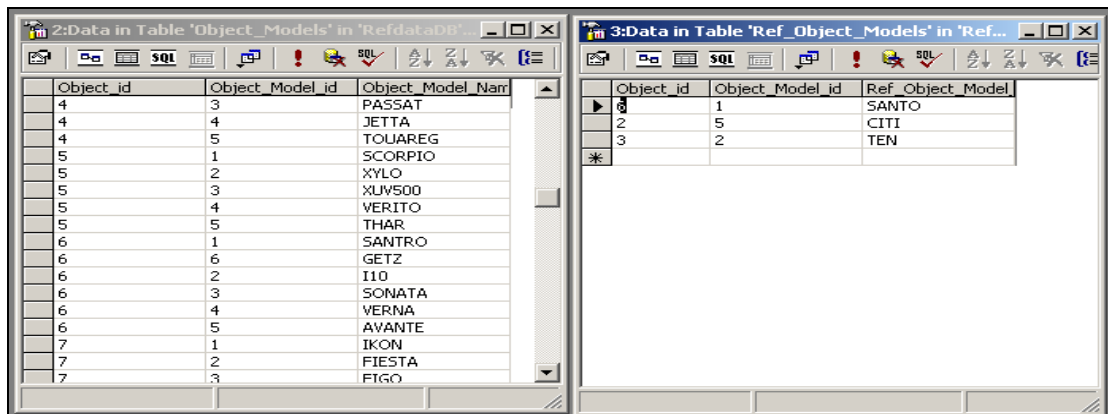 2:Data in Table 'Object_Models' in 'RefdataDB'...
SQL
SQL
Object_id Object_Model_id Object_Model_Nam
4 3 PASSAT
4 4 JETTA
4 5 TOUAREG
5 1 SCORPIO
5 2 XYLO
5 3 XUV500
5 4 VERITO
5 5 THAR
6 1 SANTRO
6 6 GETZ
6 2 I10
6 3 SONATA
6 4 VERNA
6 5 AVANTE
7 1 IKON
7 2 FIESTA
7 3 FIGO
3:Data in Table 'Ref_Object_Models' in 'Ref...
SQL
SQL
Object_id Object_Model_id Ref_Object_Model_
6 1 SANTO
2 5 CITI
3 2 TEN